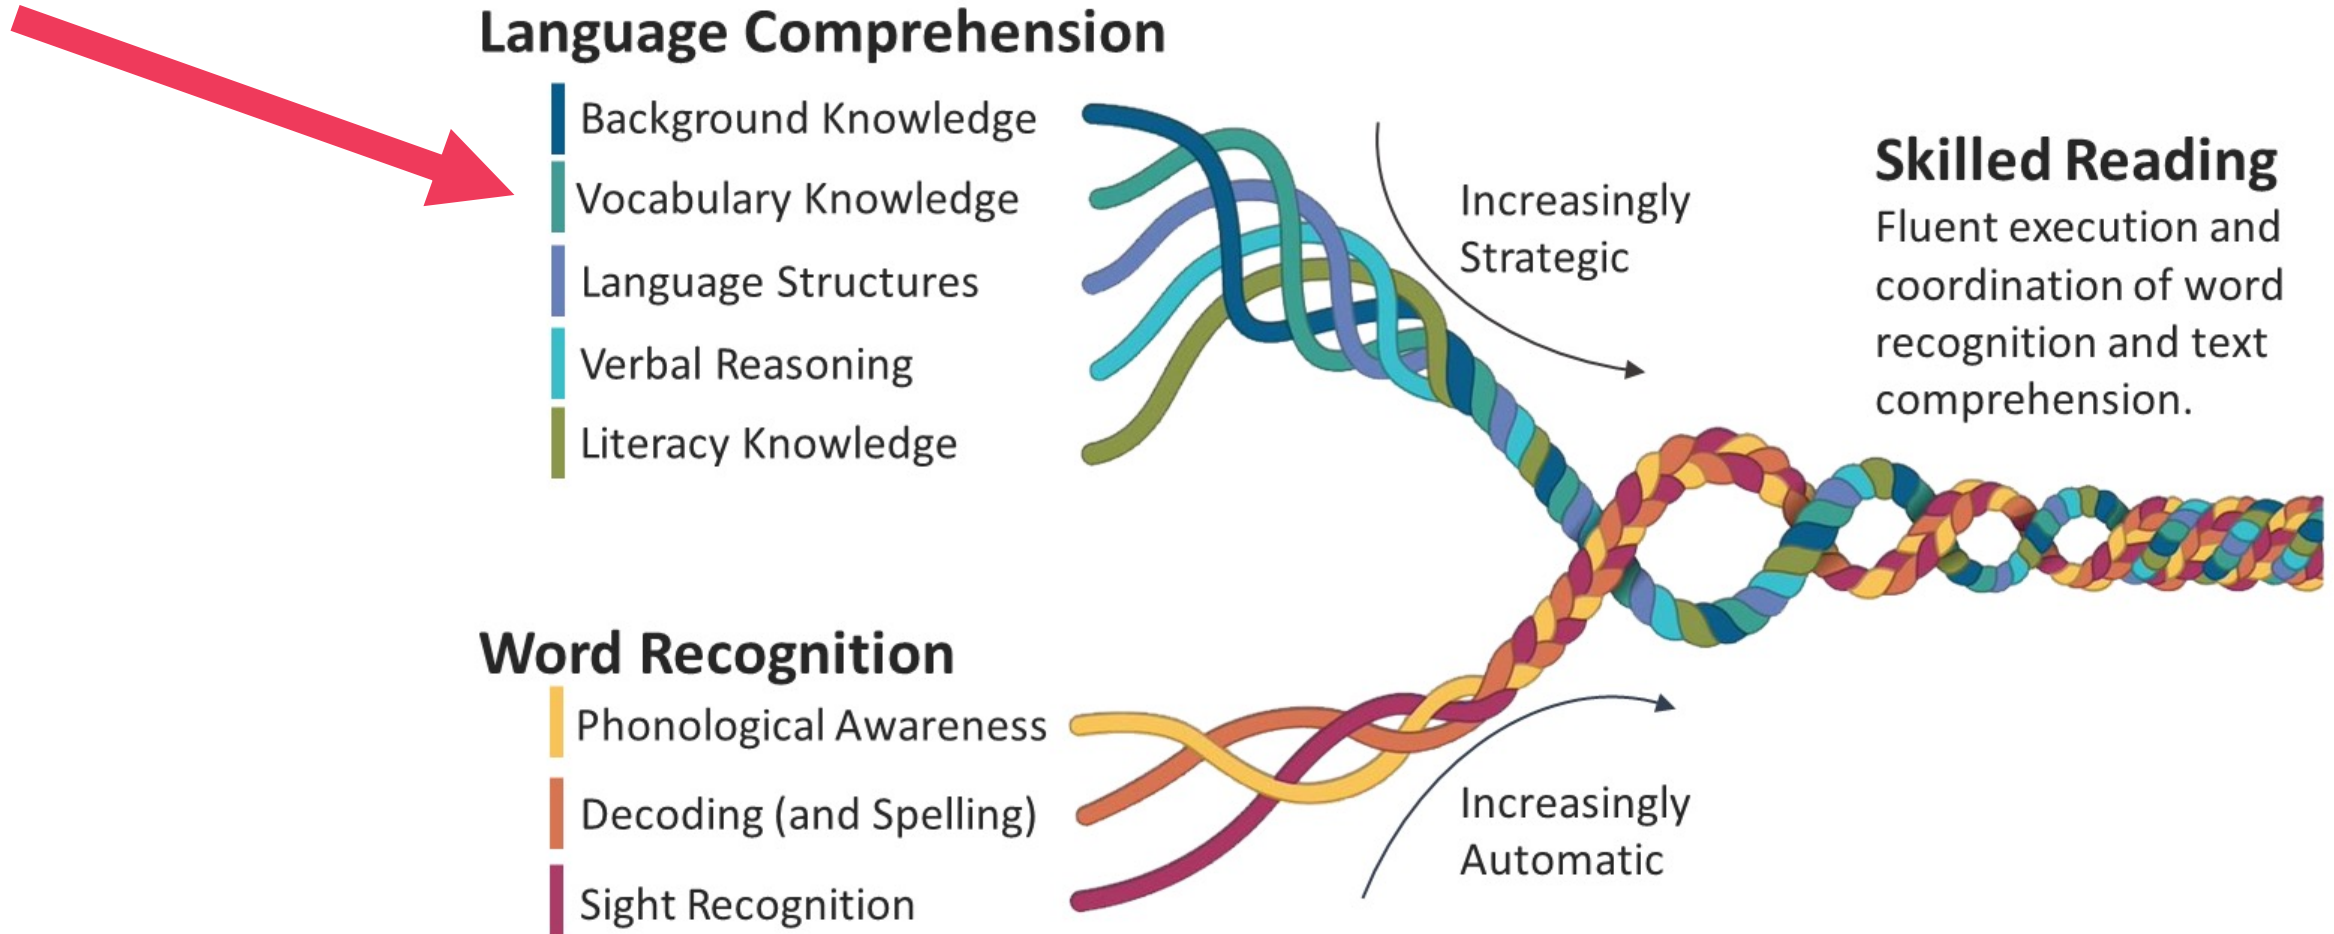 Language Comprehension
Background Knowledge
Vocabulary Knowledge
Language Structures
Verbal Reasoning
Literacy Knowledge
Increasingly
Strategic
Skilled Reading
Fluent execution and
coordination of word
recognition and text
comprehension.
Word Recognition
Phonological Awareness
Decoding (and Spelling)
Sight Recognition
Increasingly
Automatic